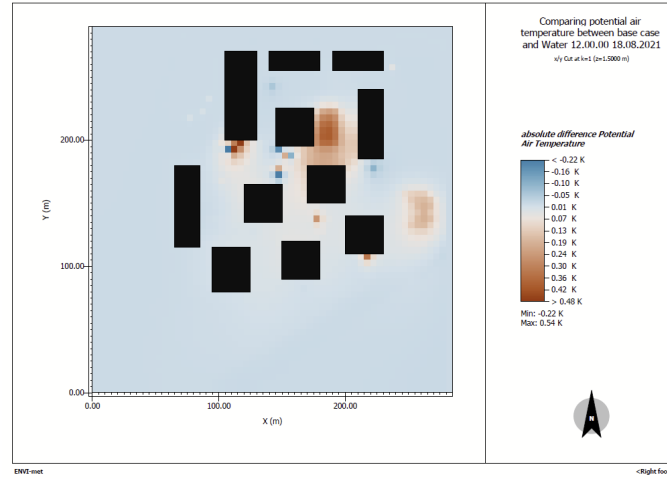 Comparing potential air
temperature between base case
and Water 12.00.00 18.08.2021
x/y Cut at k=1 (z=1.5000 m)
absolute difference Potential
Air Temperature
< -0.22 K
-0.16 K
-0.10 K
-0.05 K
0.01 K
0.07 K
0.13 K
0.19 K
0.24 K
0.30 K
0.36 K
0.42 K
> 0.48 K
Min: -0.22 K
Max: 0.54 K
N
200.00
100.00
0.00
Y (m)
0.00
100.00
200.00
X (m)
ENVI-met
<Right foo